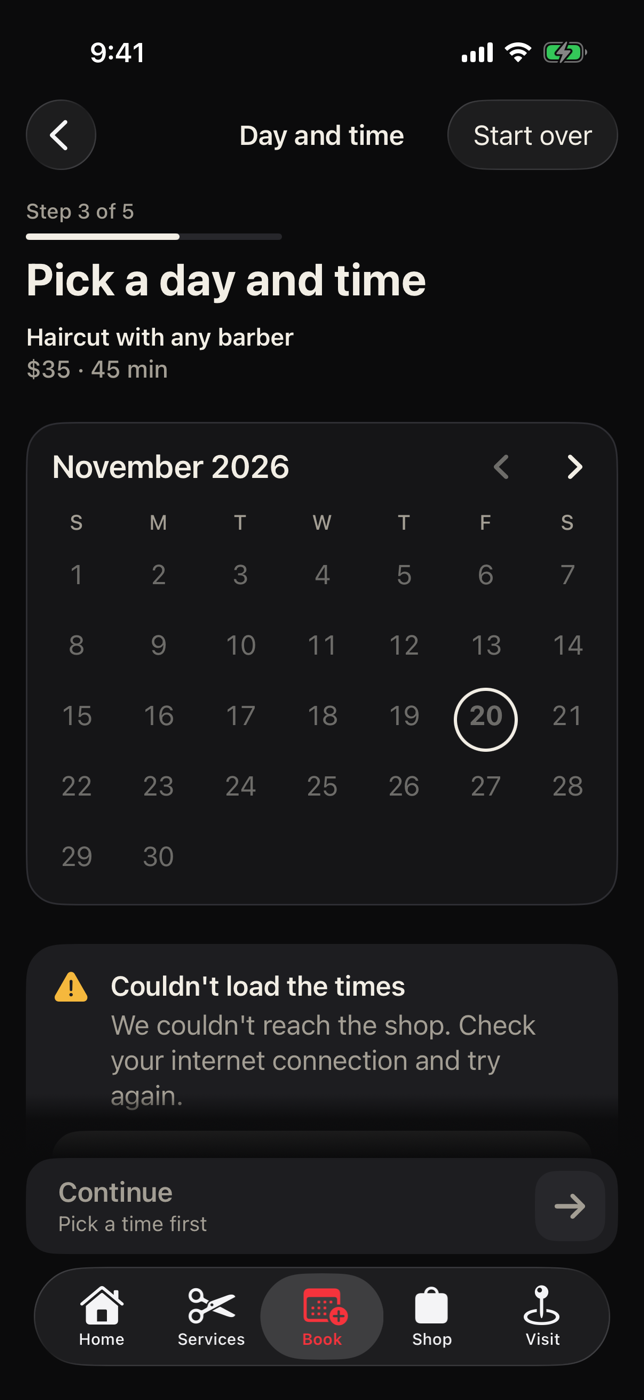 9:41
Day and time
Start over
Step 3 of 5
Pick a day and time
Haircut with any barber
$35 · 45 min
November 2026
S M T W T F S
1 2 3 4 5 6 7
8 9 10 11 12 13 14
15 16 17 18 19 20 21
22 23 24 25 26 27 28
29 30
Couldn't load the times
We couldn't reach the shop. Check
your internet connection and try
again.
Continue
Pick a time first
Home Services Book Shop Visit